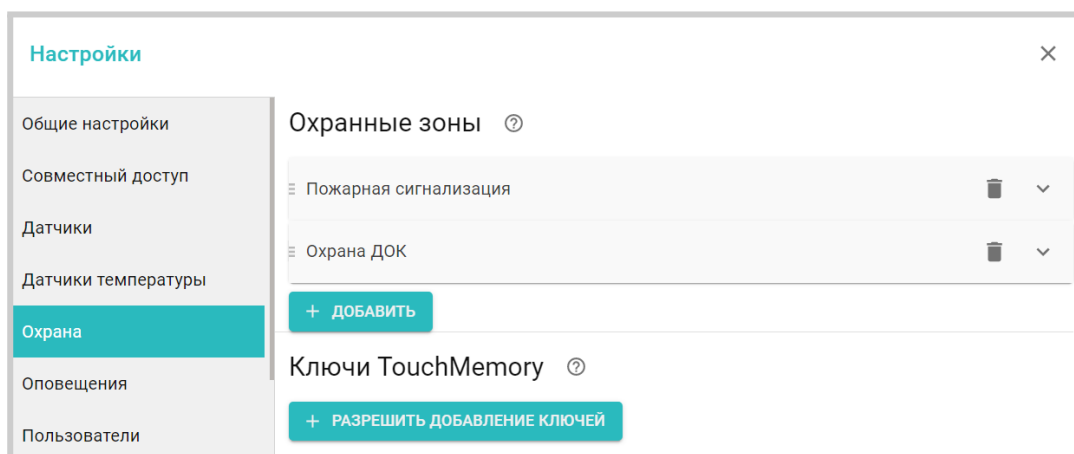 Настройки
Общие настройки
Совместный доступ
Датчики
Датчики температуры
Охрана
Оповещения
Пользователи
Охранные зоны
Пожарная сигнализация
Охрана ДОК
+ ДОБАВИТЬ
Ключи TouchMemory
+ РАЗРЕШИТЬ ДОБАВЛЕНИЕ КЛЮЧЕЙ